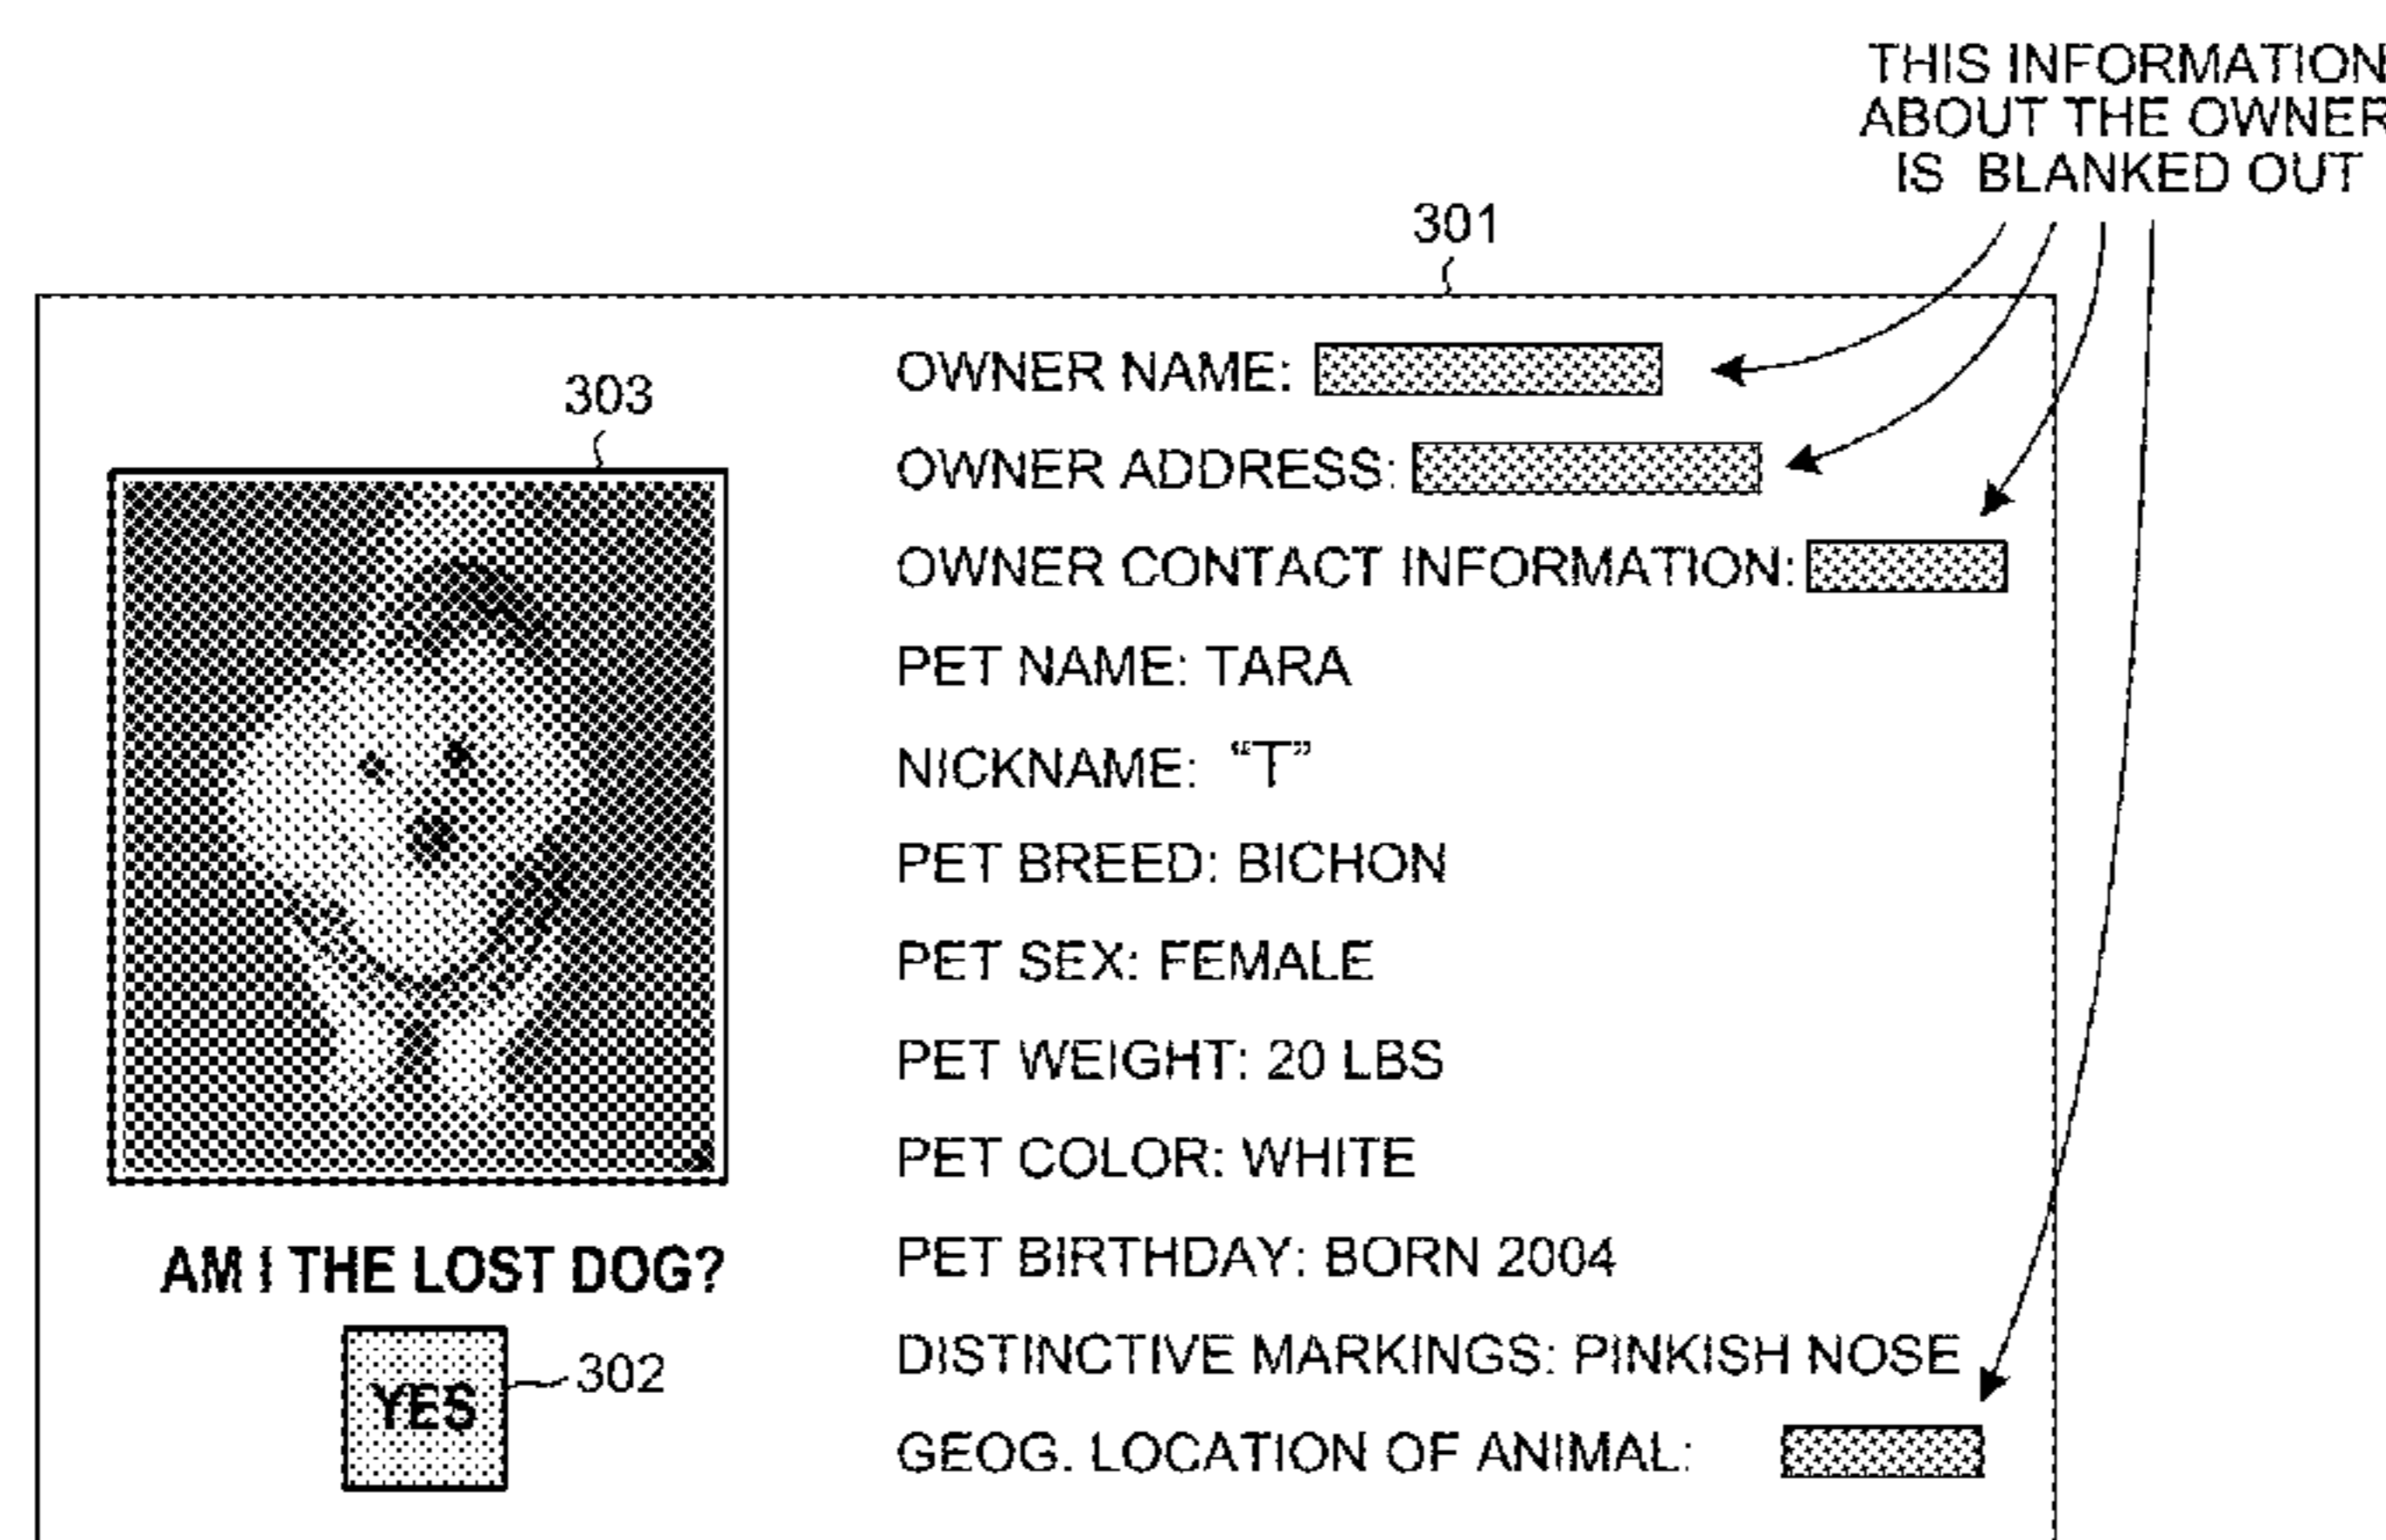 THIS INFORMATION
ABOUT THE OWNER
IS BLANKED OUT
301
303
OWNER NAME:
OWNER ADDRESS:
OWNER CONTACT INFORMATION:
PET NAME: TARA
NICKNAME: “T”
PET BREED: BICHON
PET SEX: FEMALE
PET WEIGHT: 20 LBS
PET COLOR: WHITE
PET BIRTHDAY: BORN 2004
DISTINCTIVE MARKINGS: PINKISH NOSE
GEOG. LOCATION OF ANIMAL:
AM I THE LOST DOG?
YES
302